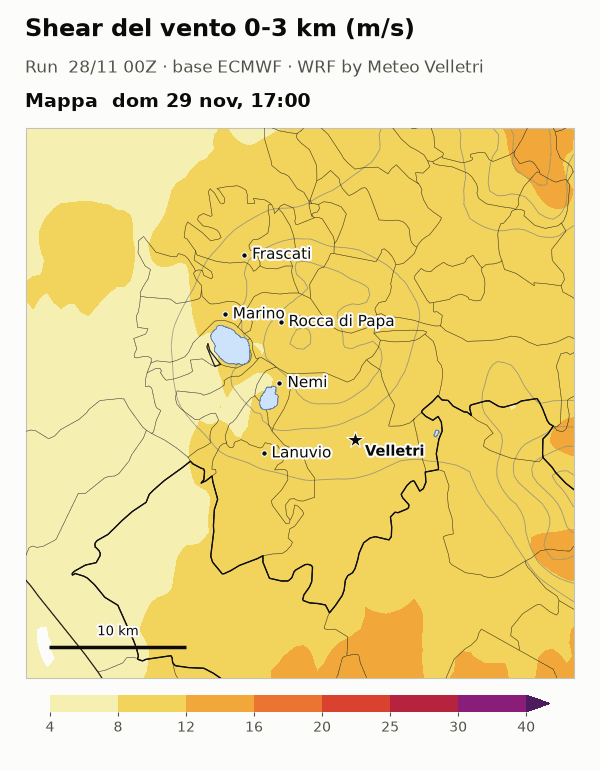 Shear del vento 0-3 km (m/s)
Run  28/11 00Z · base ECMWF · WRF by Meteo Velletri
Mappa  dom 29 nov, 17:00
Frascati
Marino
Rocca di Papa
Nemi
Velletri
Lanuvio
10 km
4 8 12 16 20 25 30 40